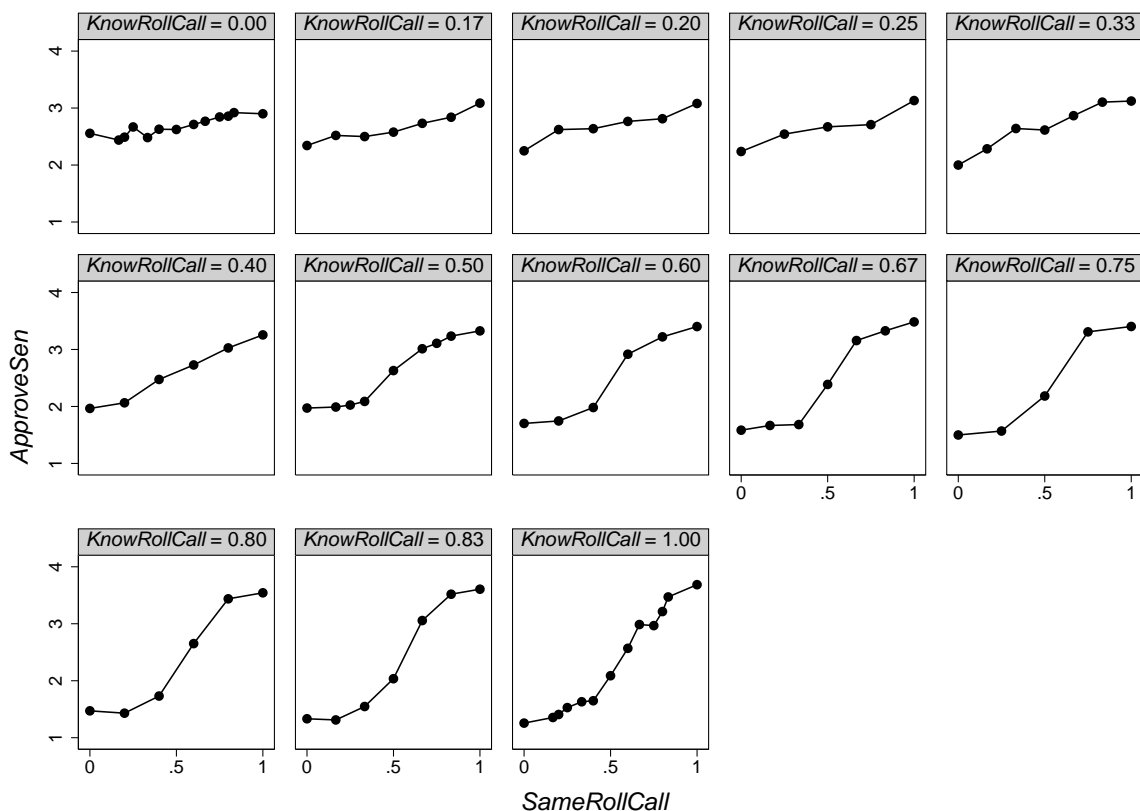 KnowRollCall = 0.00 KnowRollCall = 0.17 KnowRollCall = 0.20 KnowRollCall = 0.25 KnowRollCall = 0.33
4
3
2
1
KnowRollCall = 0.40 KnowRollCall = 0.50 KnowRollCall = 0.60 KnowRollCall = 0.67 KnowRollCall = 0.75
4
3
2
1
ApproveSen
0 .5 1 0 .5 1
KnowRollCall = 0.80 KnowRollCall = 0.83 KnowRollCall = 1.00
4
3
2
1
0 .5 1 0 .5 1 0 .5 1
SameRollCall